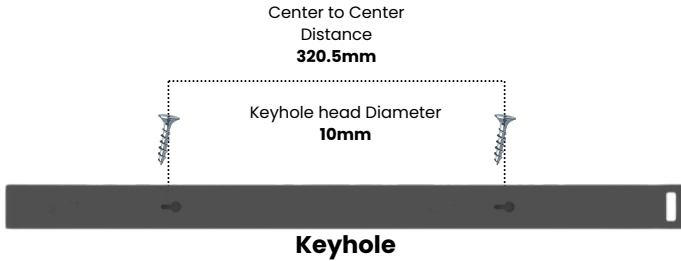 Center to Center
Distance
320.5mm
Keyhole head Diameter
10mm
Keyhole